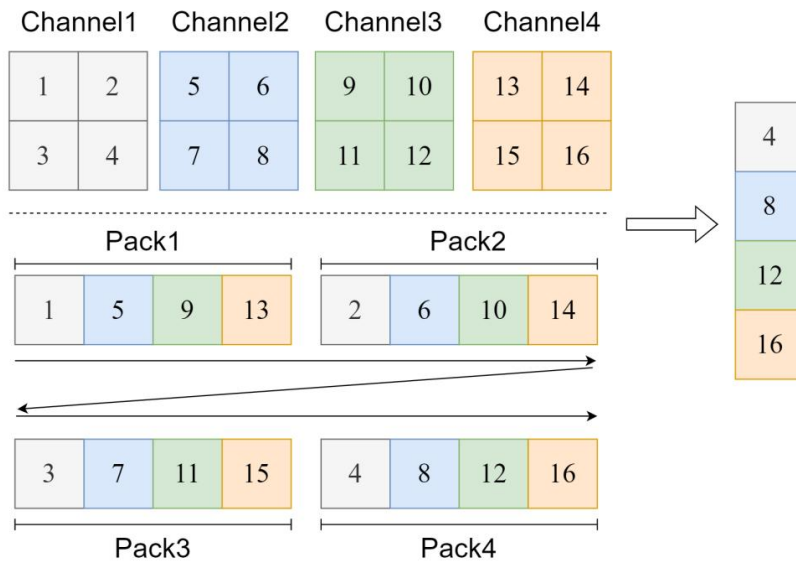 Channel1 Channel2 Channel3 Channel4
1 2 5 6 9 10 13 14
3 4 7 8 11 12 15 16
Pack1 Pack2
1 5 9 13 2 6 10 14
3 7 11 15 4 8 12 16
Pack3 Pack4
4
8
12
16